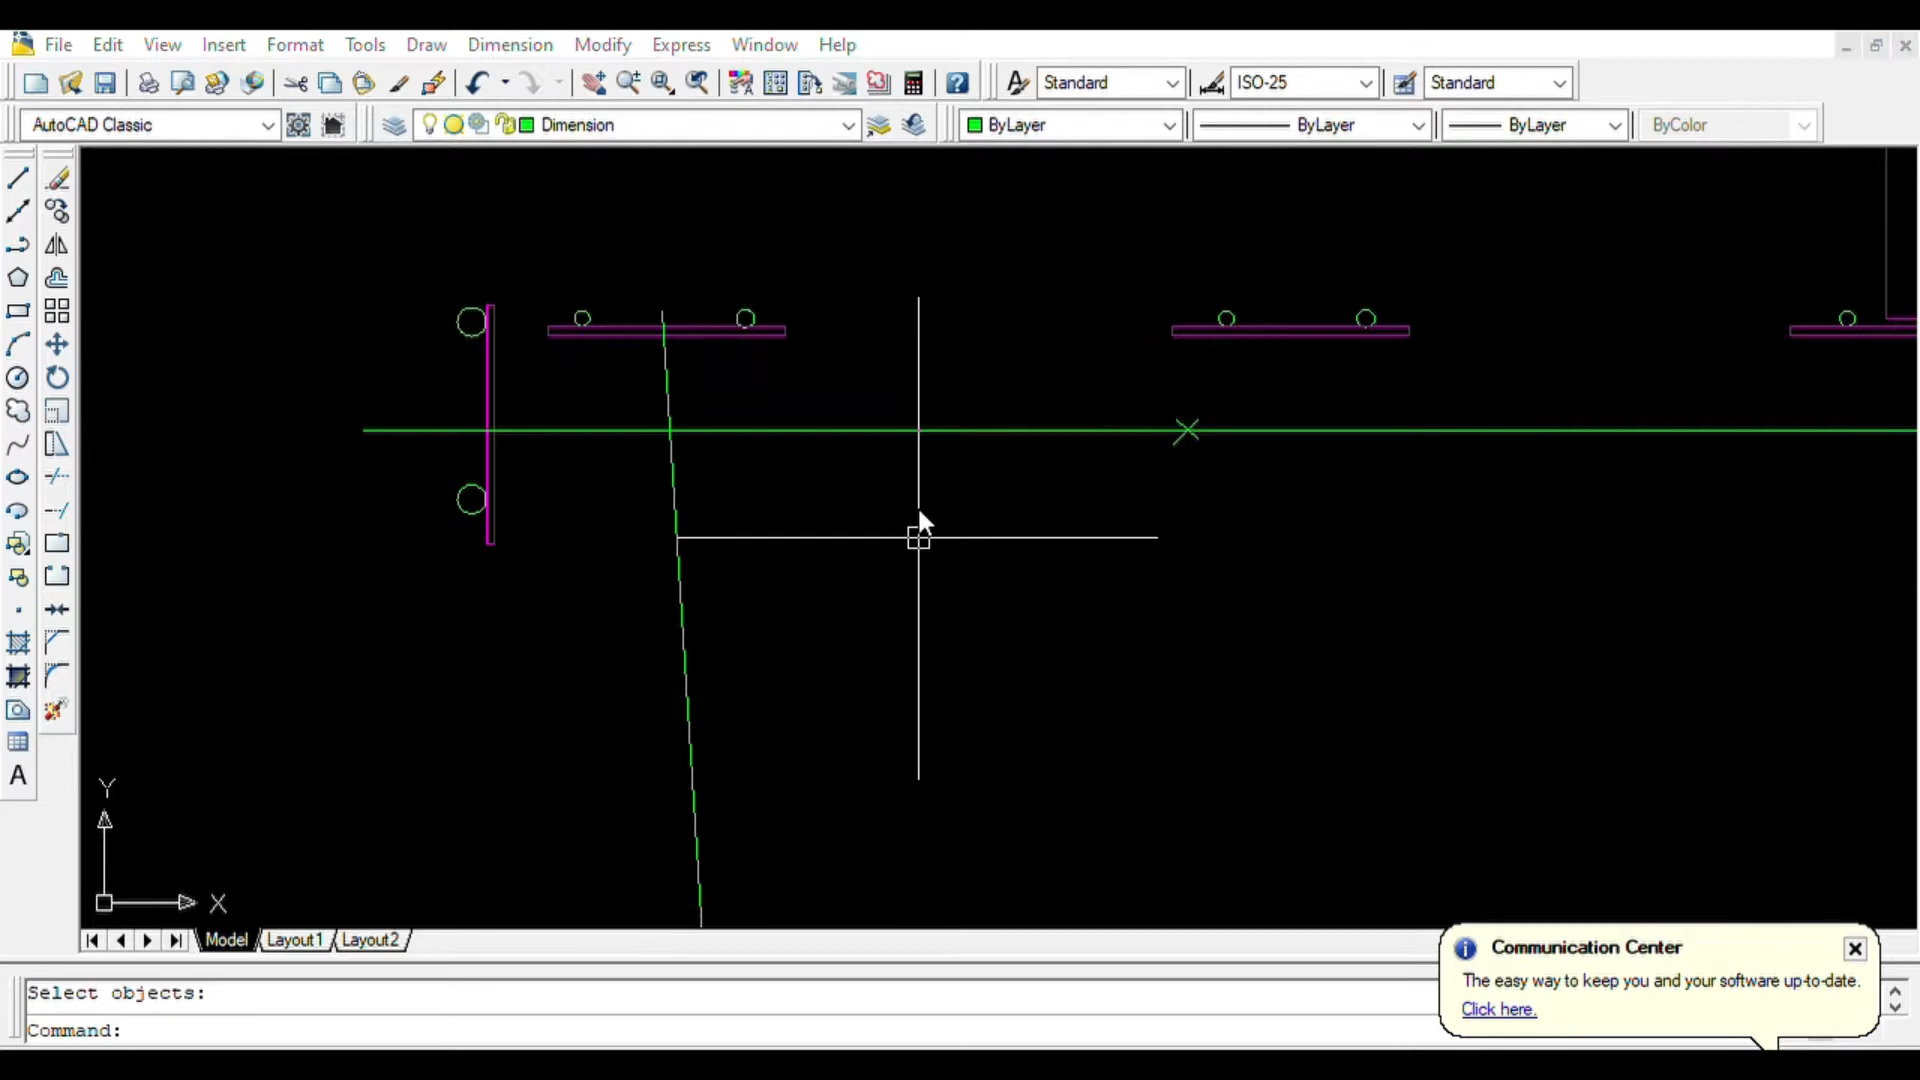 File Edit View Insert Format Tools Draw Dimension Modify Express Window Help
Standard ISO-25 Standard
AutoCAD Classic Dimension ByLayer ByLayer ByLayer ByColor
A
Y
X
Model Layout1 Layout2
Communication Center
The easy way to keep you and your software up-to-date.
Click here.
Select objects:
Command: